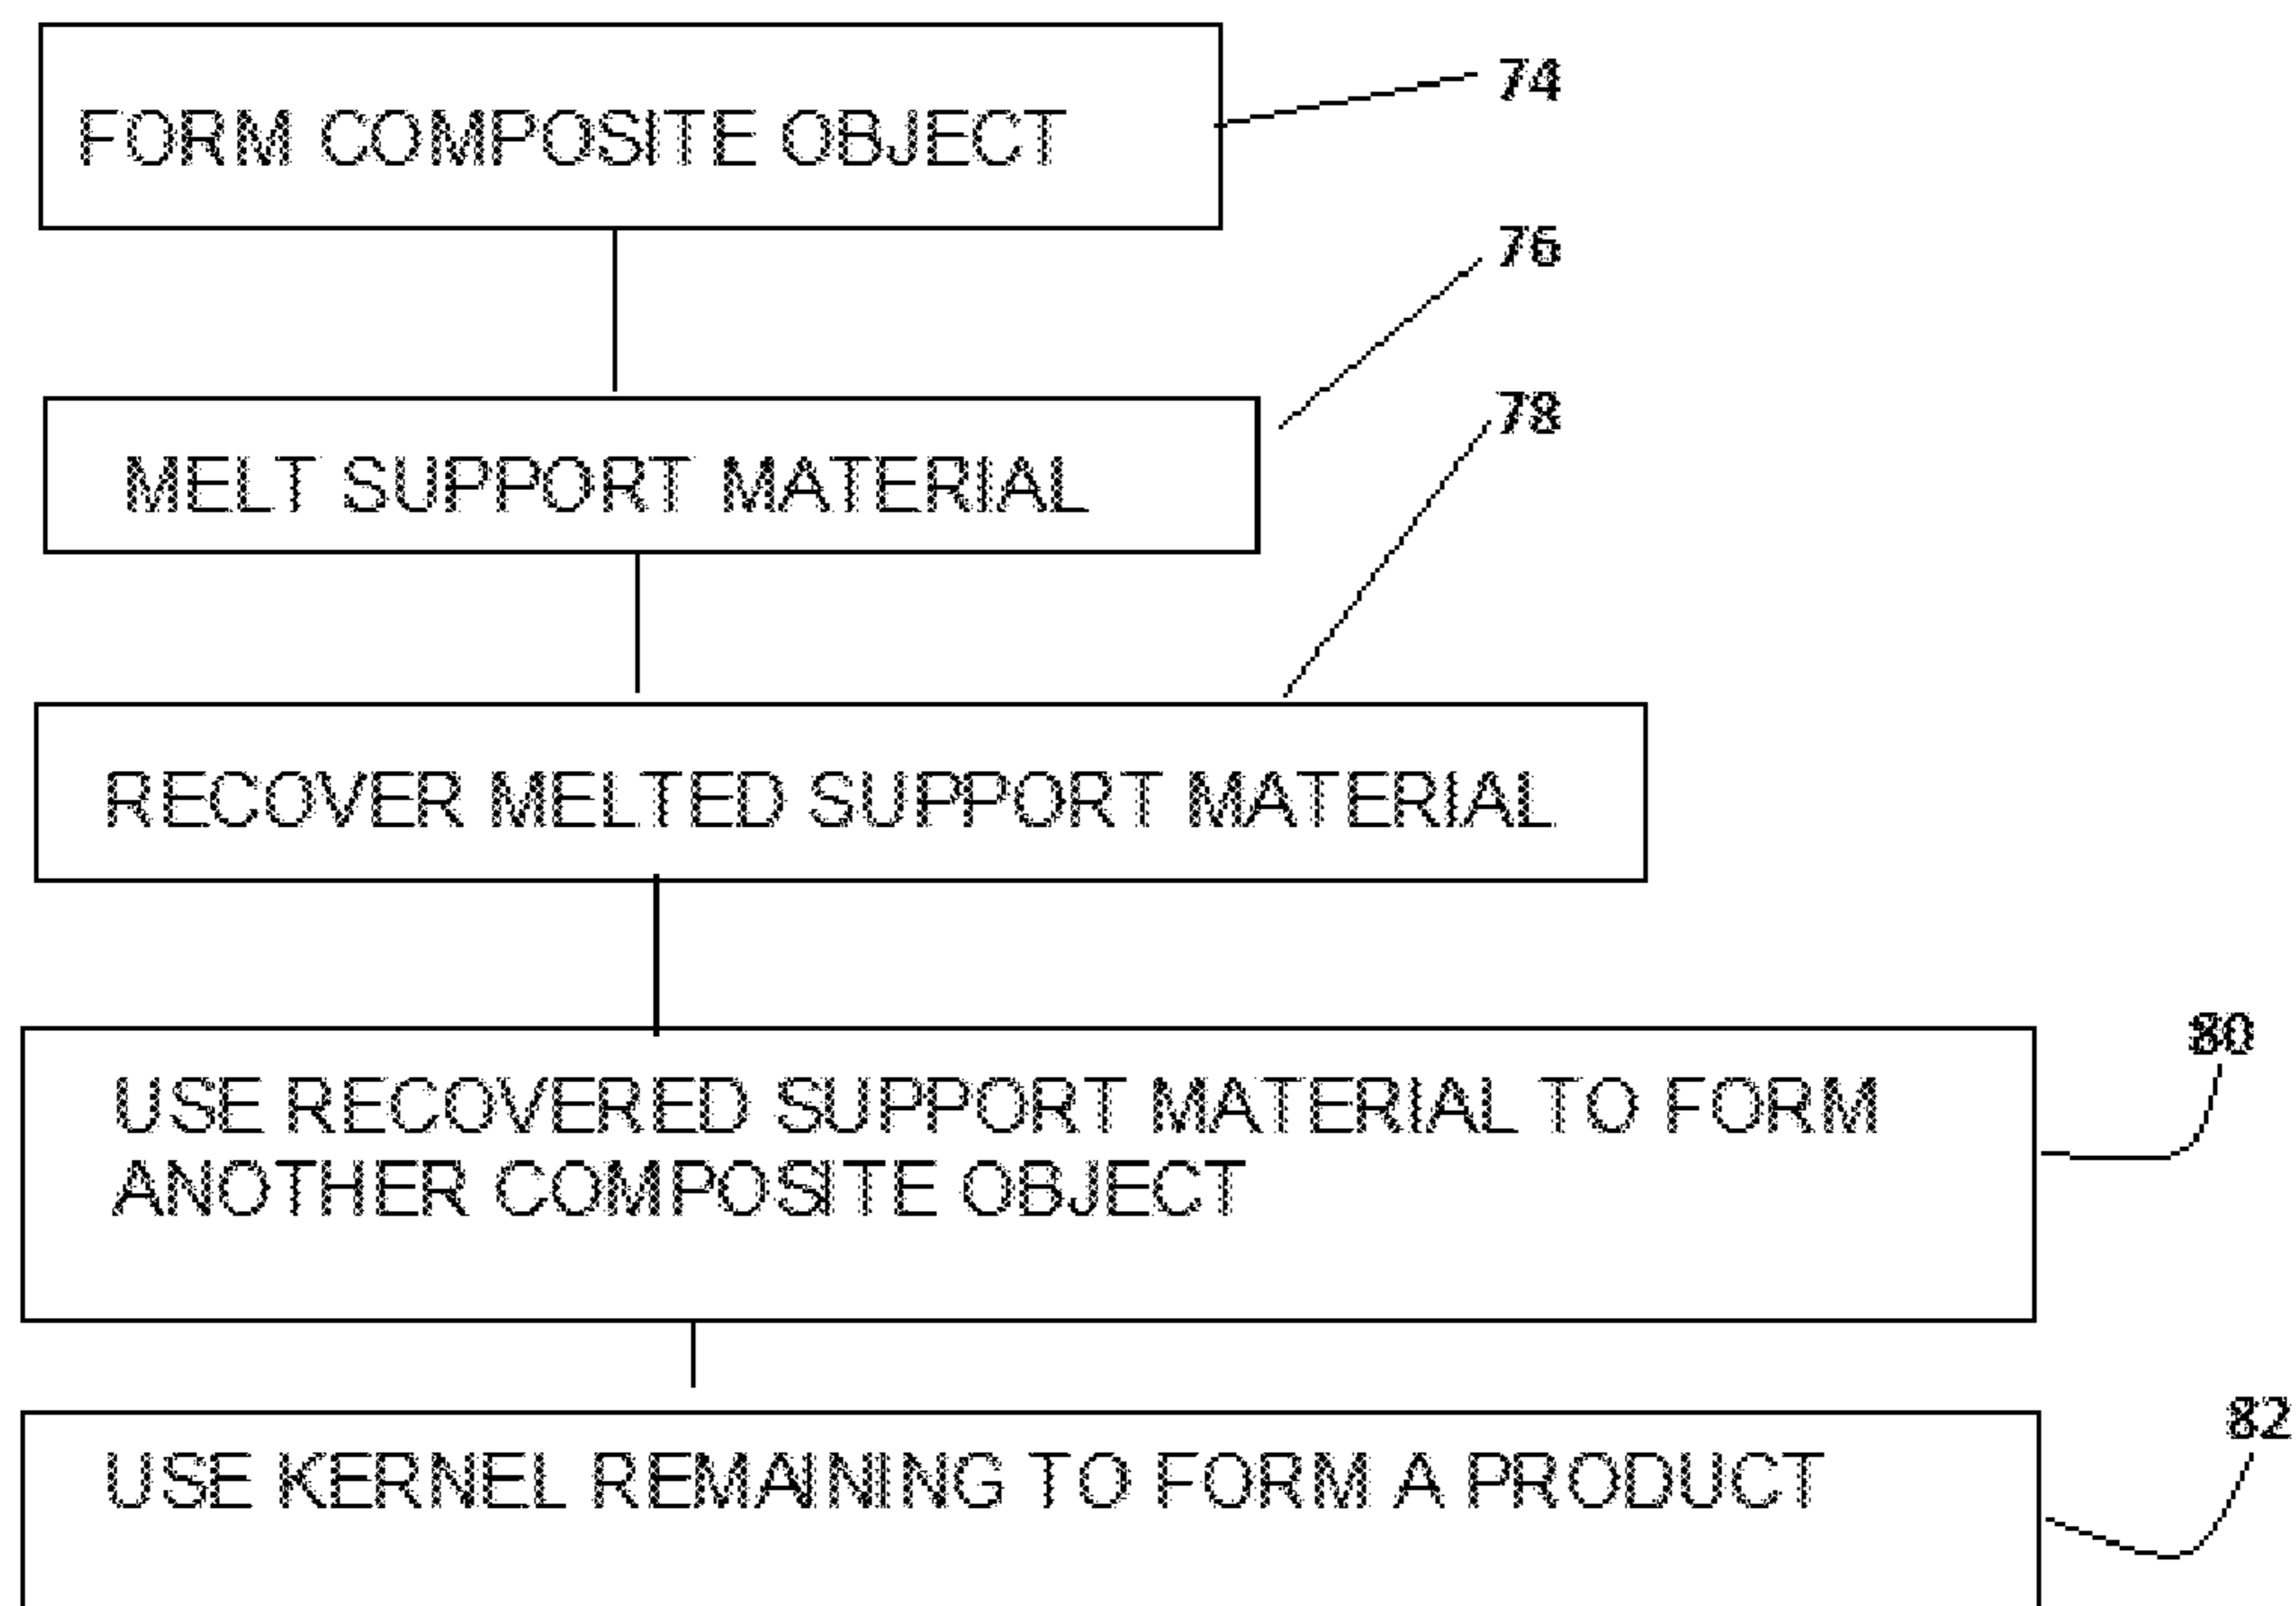 FORM COMPOSITE OBJECT
74
76
MELT SUPPORT MATERIAL
78
RECOVER MELTED SUPPORT MATERIAL
80
USE RECOVERED SUPPORT MATERIAL TO FORM
ANOTHER COMPOSITE OBJECT
82
USE KERNEL REMAINING TO FORM A PRODUCT